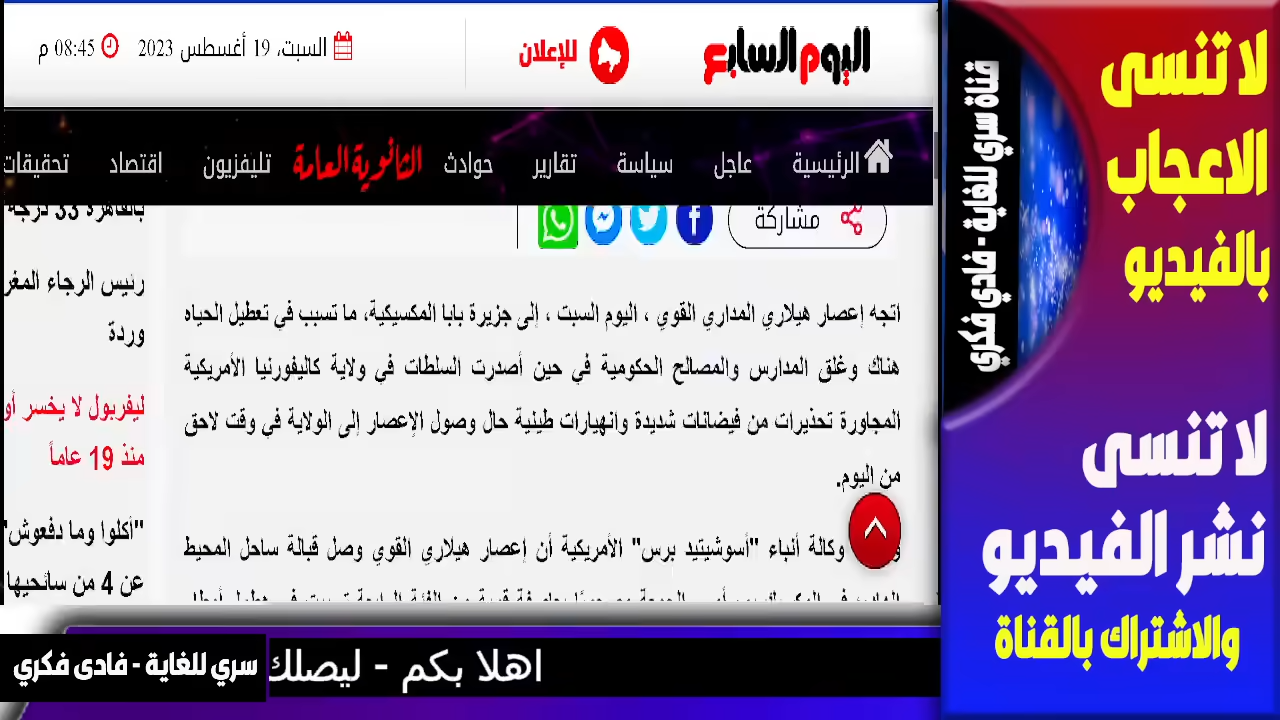 اليوم السابع
للإعلان
السبت، 19 أغسطس 2023
08:45 م
الرئيسية عاجل سياسة تقارير حوادث الثانوية العامة تليفزيون اقتصاد تحقيقات
مشاركة
اتجه إعصار هيلاري المداري القوي ، اليوم السبت ، إلى جزيرة بابا المكسيكية، ما تسبب في تعطيل الحياه
هناك وغلق المدارس والمصالح الحكومية في حين أصدرت السلطات في ولاية كاليفورنيا الأمريكية
المجاورة تحذيرات من فيضانات شديدة وانهيارات طينية حال وصول الإعصار إلى الولاية في وقت لاحق
من اليوم.
وكالة أنباء "أسوشيتيد برس" الأمريكية أن إعصار هيلاري القوي وصل قبالة ساحل المحيط
بالقاهرة 33 درجة
رئيس الرجاء المغر
وردة
ليفربول لا يخسر أو
منذ 19 عاماً
"أكلوا وما دفعوش"
عن 4 من سائحيها
لا تنسى
الاعجاب
بالفيديو
قناة سري للغاية - فادي فكري
لا تنسى
نشر الفيديو
والاشتراك بالقناة
اهلا بكم - ليصلك
سري للغاية - فادى فكري